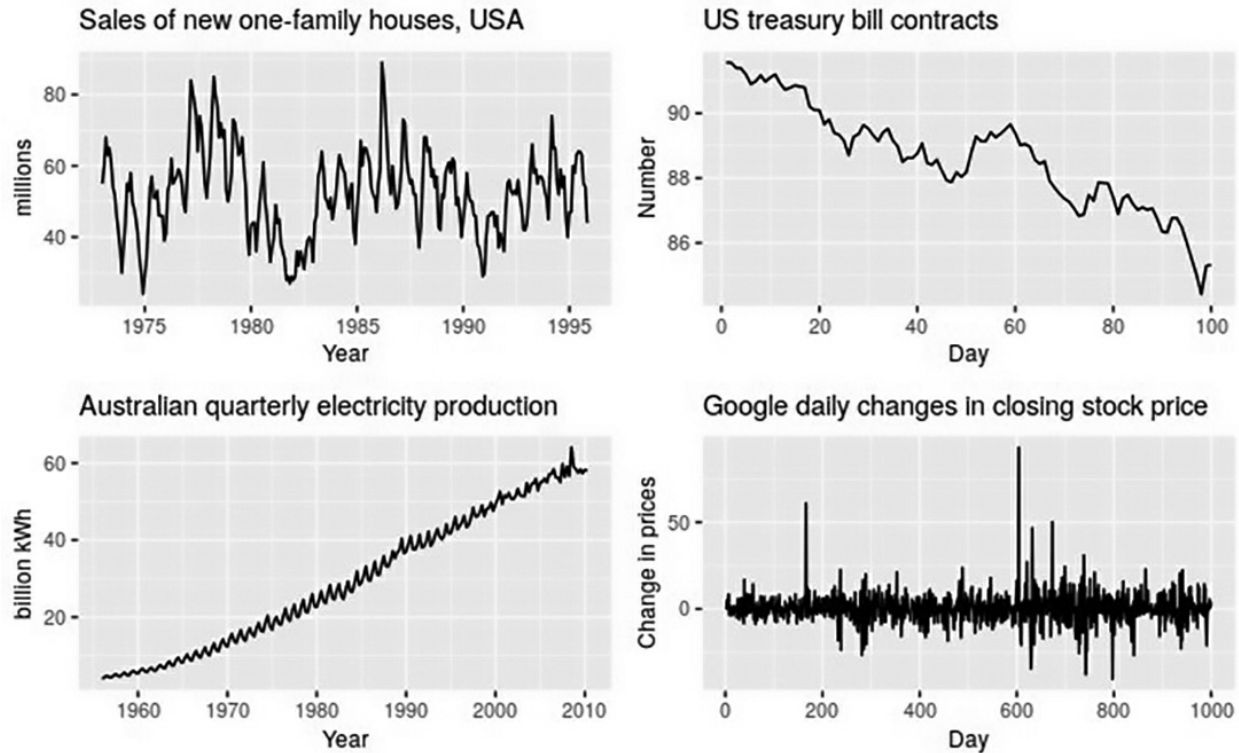 Sales of new one-family houses, USA
millions
80
60
40
1975 1980 1985 1990 1995
Year
US treasury bill contracts
Number
90
88
86
0 20 40 60 80 100
Day
Australian quarterly electricity production
billion kWh
60
40
20
1960 1970 1980 1990 2000 2010
Year
Google daily changes in closing stock price
Change in prices
50
0
0 200 400 600 800 1000
Day